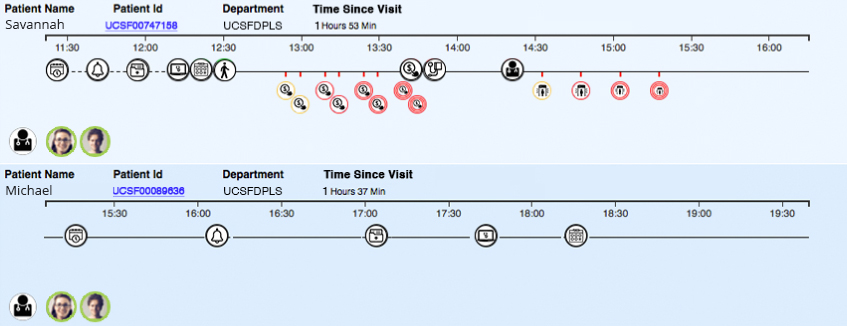 Patient Name Patient Id Department Time Since Visit
Savannah UCSF00747158 UCSFDPLS 1 Hours 53 Min
11:30 12:00 12:30 13:00 13:30 14:00 14:30 15:00 15:30 16:00
Patient Name Patient Id Department Time Since Visit
Michael UCSF00089636 UCSFDPLS 1 Hours 37 Min
15:30 16:00 16:30 17:00 17:30 18:00 18:30 19:00 19:30